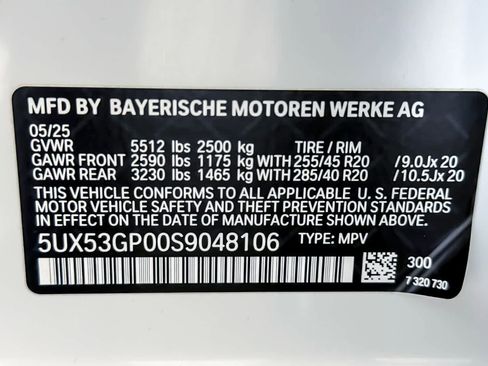 MFD BY BAYERISCHE MOTOREN WERKE AG
05/25
GVWR 5512 lbs 2500 kg TIRE / RIM
GAWR FRONT 2590 lbs 1175 kg WITH 255/45 R20 /9.0Jx 20
GAWR REAR 3230 lbs 1465 kg WITH 285/40 R20 /10.5Jx 20
THIS VEHICLE CONFORMS TO ALL APPLICABLE U. S. FEDERAL
MOTOR VEHICLE SAFETY AND THEFT PREVENTION STANDARDS
IN EFFECT ON THE DATE OF MANUFACTURE SHOWN ABOVE.
5UX53GP00S9048106 TYPE: MPV
300
7 320 730